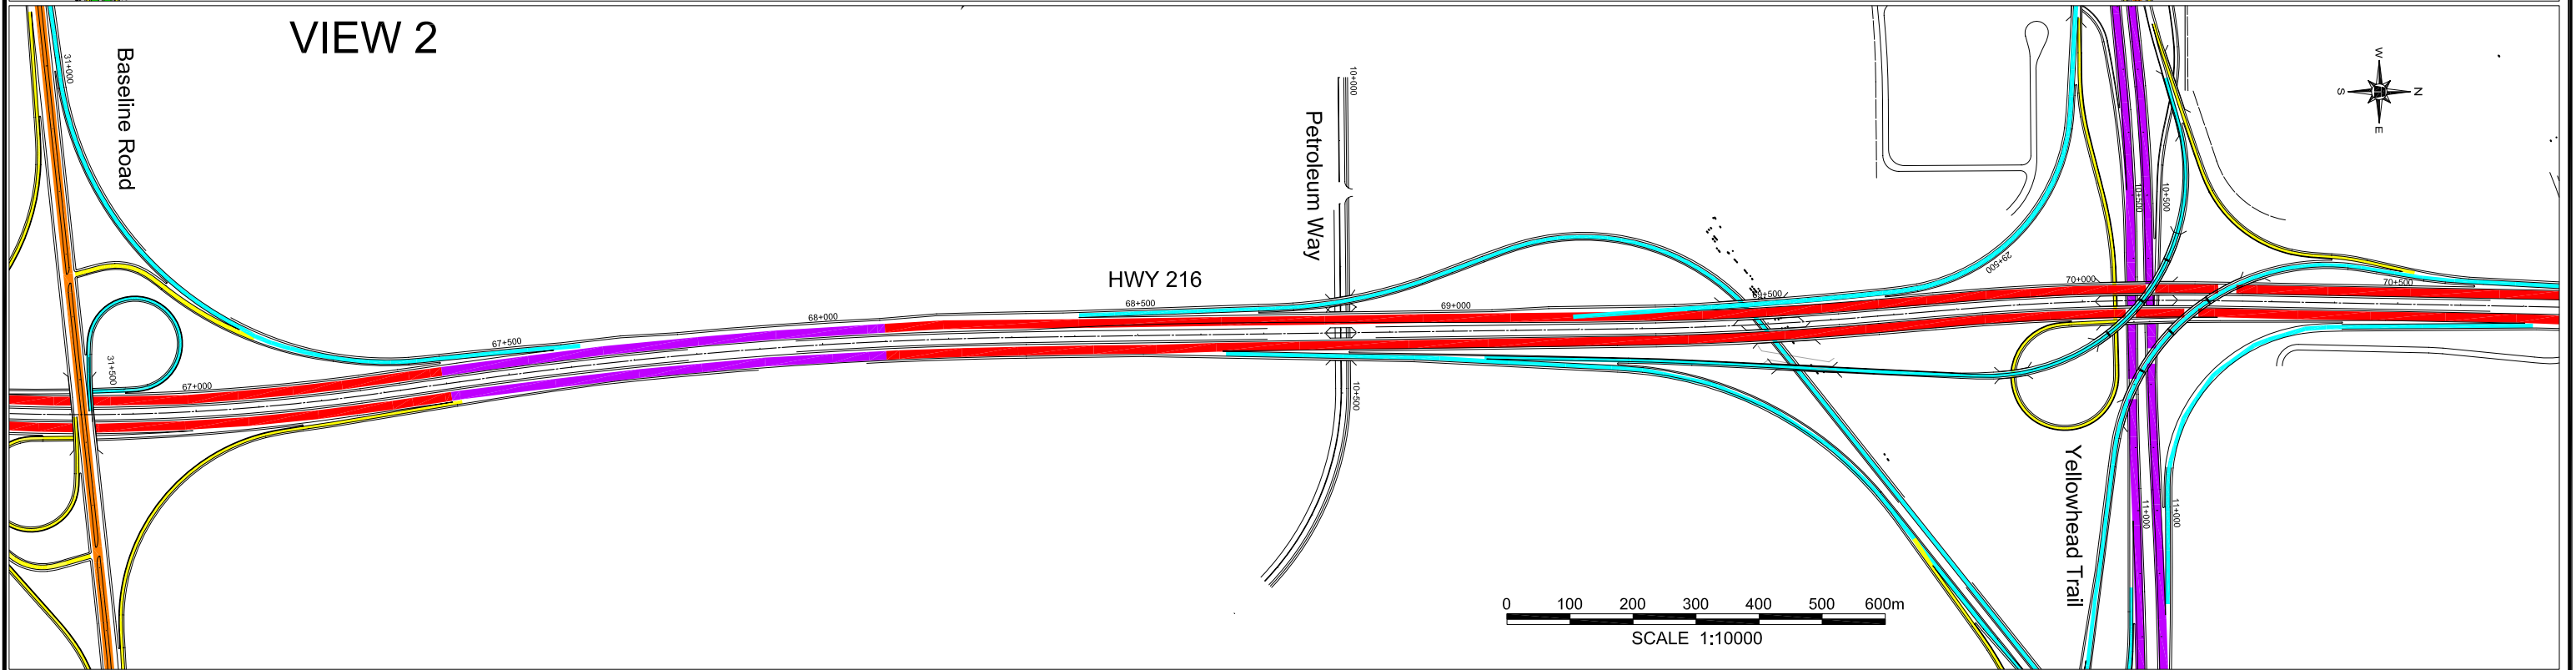 VIEW 2
Baseline Road
31+000
31+500
67+000
67+500
68+000
HWY 216
68+500
Petroleum Way
10+000
10+500
69+000
69+500
29+500
70+000
70+500
10+500
10+500
Yellowhead Trail
11+000
11+000
W
S
N
E
0 100 200 300 400 500 600m
SCALE 1:10000